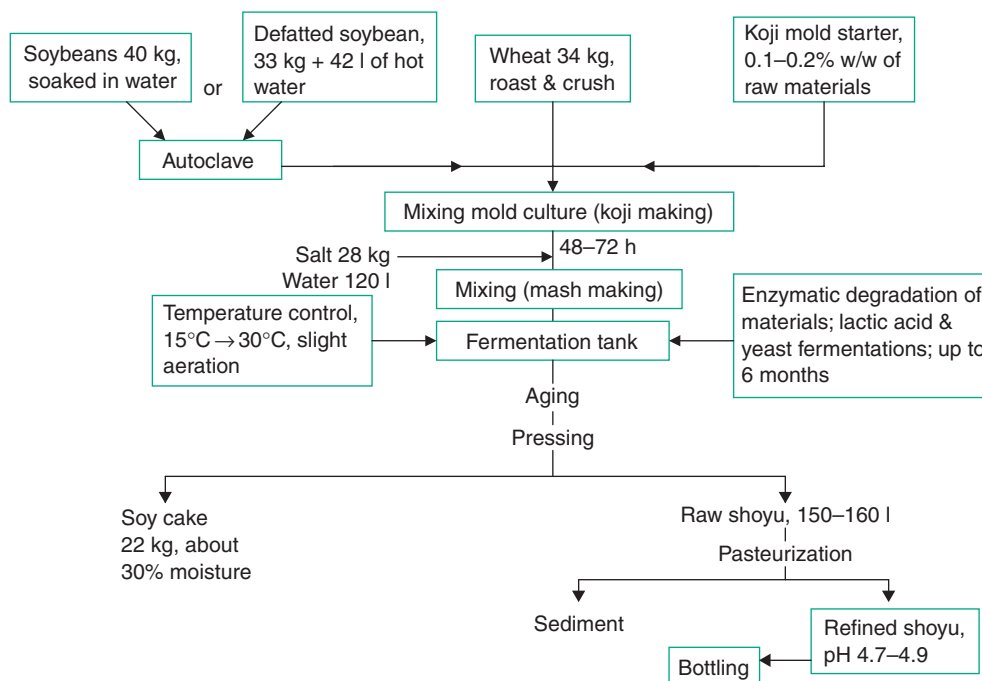 Soybeans 40 kg,
soaked in water
or
Defatted soybean,
33 kg + 42 l of hot
water
Wheat 34 kg,
roast & crush
Koji mold starter,
0.1–0.2% w/w of
raw materials
Autoclave
Mixing mold culture (koji making)
48–72 h
Salt 28 kg
Water 120 l
Mixing (mash making)
Temperature control,
15°C → 30°C, slight
aeration
Fermentation tank
Enzymatic degradation of
materials; lactic acid &
yeast fermentations; up to
6 months
Aging
Pressing
Soy cake
22 kg, about
30% moisture
Raw shoyu, 150–160 l
Pasteurization
Sediment
Refined shoyu,
pH 4.7–4.9
Bottling